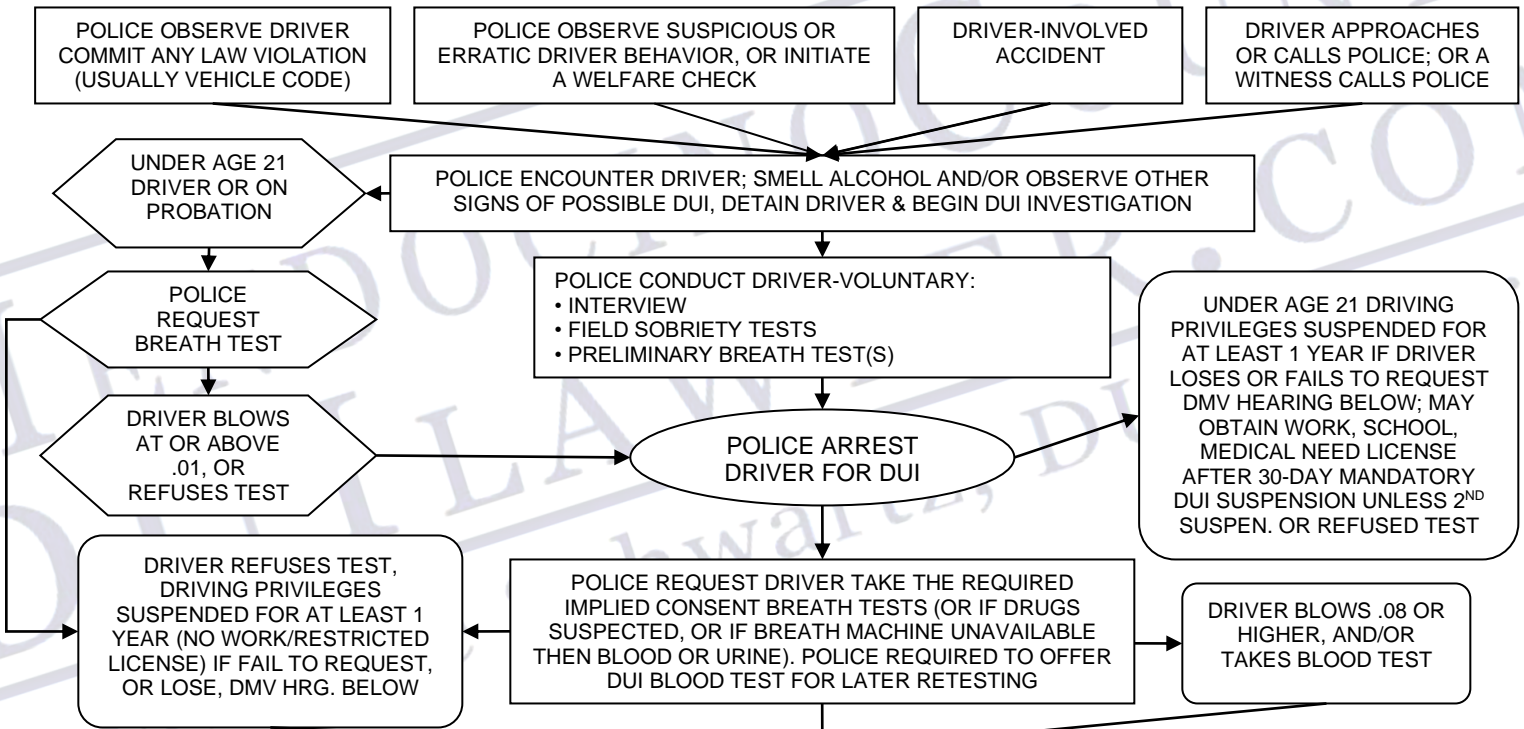 POLICE OBSERVE DRIVER
COMMIT ANY LAW VIOLATION
(USUALLY VEHICLE CODE)
POLICE OBSERVE SUSPICIOUS OR
ERRATIC DRIVER BEHAVIOR, OR INITIATE
A WELFARE CHECK
DRIVER-INVOLVED
ACCIDENT
DRIVER APPROACHES
OR CALLS POLICE; OR A
WITNESS CALLS POLICE
UNDER AGE 21
DRIVER OR ON
PROBATION
POLICE ENCOUNTER DRIVER; SMELL ALCOHOL AND/OR OBSERVE OTHER
SIGNS OF POSSIBLE DUI, DETAIN DRIVER & BEGIN DUI INVESTIGATION
POLICE
REQUEST
BREATH TEST
POLICE CONDUCT DRIVER-VOLUNTARY:
• INTERVIEW
• FIELD SOBRIETY TESTS
• PRELIMINARY BREATH TEST(S)
UNDER AGE 21 DRIVING
PRIVILEGES SUSPENDED FOR
AT LEAST 1 YEAR IF DRIVER
LOSES OR FAILS TO REQUEST
DMV HEARING BELOW; MAY
OBTAIN WORK, SCHOOL,
MEDICAL NEED LICENSE
AFTER 30-DAY MANDATORY
DUI SUSPENSION UNLESS 2ND
SUSPEN. OR REFUSED TEST
DRIVER BLOWS
AT OR ABOVE
.01, OR
REFUSES TEST
POLICE ARREST
DRIVER FOR DUI
DRIVER REFUSES TEST,
DRIVING PRIVILEGES
SUSPENDED FOR AT LEAST 1
YEAR (NO WORK/RESTRICTED
LICENSE) IF FAIL TO REQUEST,
OR LOSE, DMV HRG. BELOW
POLICE REQUEST DRIVER TAKE THE REQUIRED
IMPLIED CONSENT BREATH TESTS (OR IF DRUGS
SUSPECTED, OR IF BREATH MACHINE UNAVAILABLE
THEN BLOOD OR URINE). POLICE REQUIRED TO OFFER
DUI BLOOD TEST FOR LATER RETESTING
DRIVER BLOWS .08 OR
HIGHER, AND/OR
TAKES BLOOD TEST